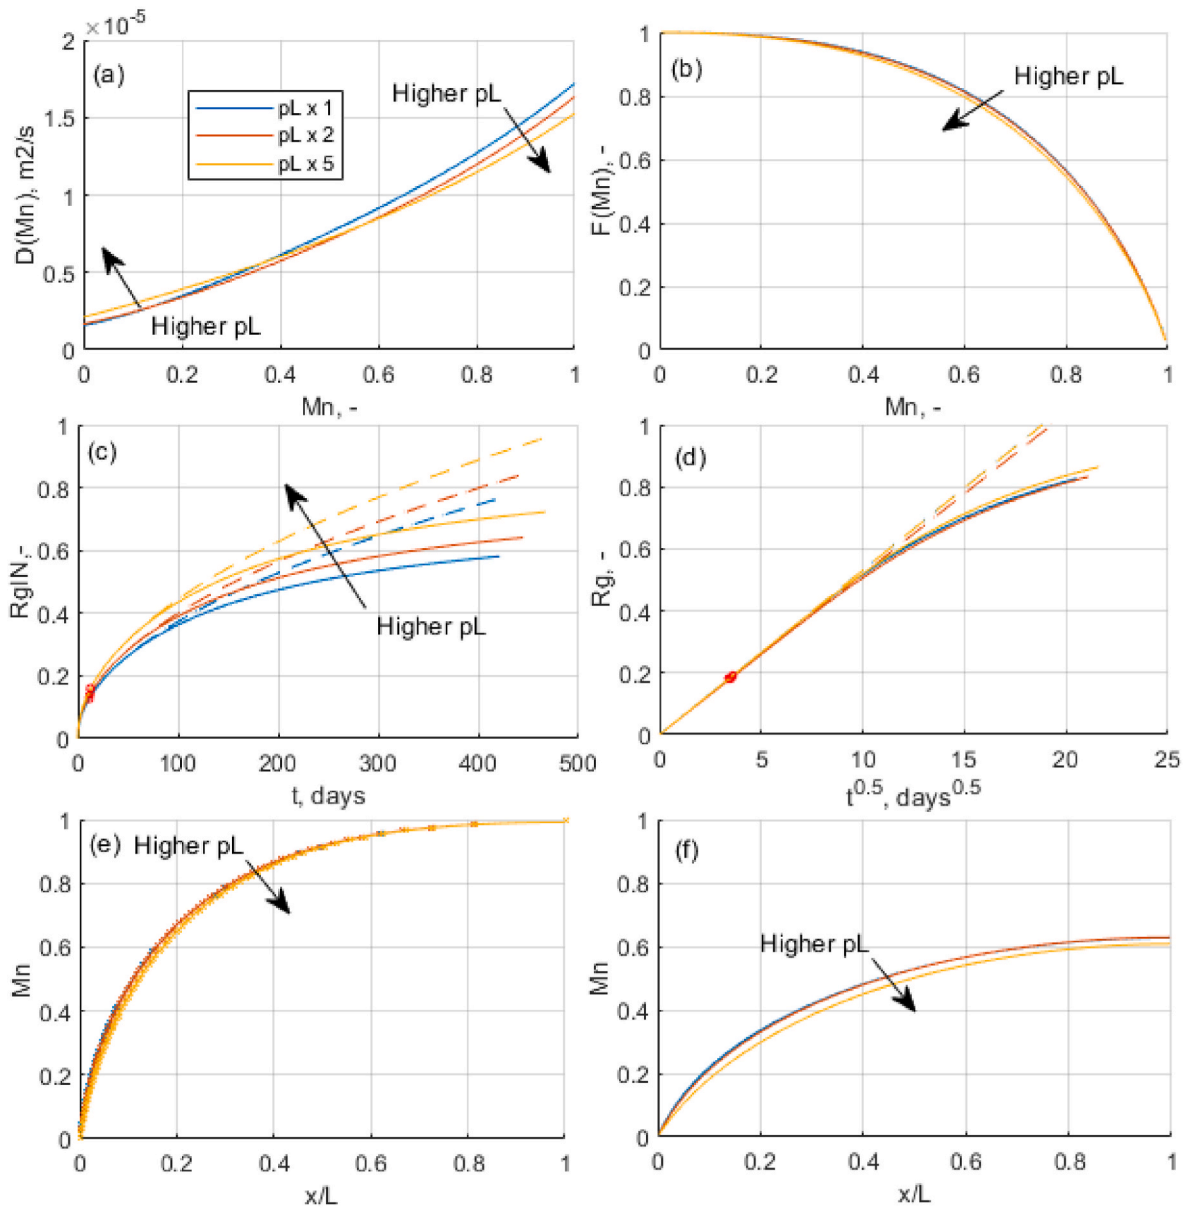 ×10⁻⁵
2
1.5
1
0.5
0
D(Mn), m2/s
(a)
pL x 1
pL x 2
pL x 5
Higher pL
Higher pL
0 0.2 0.4 0.6 0.8 1
Mn, -
1
0.8
0.6
0.4
0.2
0
F(Mn), -
(b)
Higher pL
0 0.2 0.4 0.6 0.8 1
Mn, -
1
0.8
0.6
0.4
0.2
0
RgIN,-
(c)
Higher pL
0 100 200 300 400 500
t, days
1
0.8
0.6
0.4
0.2
0
Rg,-
(d)
0 5 10 15 20 25
t^0.5, days^0.5
1
0.8
0.6
0.4
0.2
0
Mn
(e)
Higher pL
0 0.2 0.4 0.6 0.8 1
x/L
1
0.8
0.6
0.4
0.2
0
Mn
(f)
Higher pL
0 0.2 0.4 0.6 0.8 1
x/L